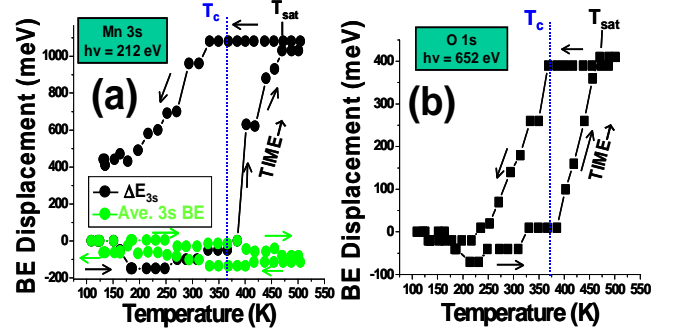 Mn 3s
hν = 212 eV
T_c
T_sat
(a)
TIME→
ΔE_3s
Ave. 3s BE
BE Displacement (meV)
1000
800
600
400
200
0
-200
100 150 200 250 300 350 400 450 500 550
Temperature (K)
O 1s
hν = 652 eV
T_c
T_sat
(b)
TIME→
BE Displacement (meV)
400
300
200
100
0
-100
100 150 200 250 300 350 400 450 500 550
Temperature (K)